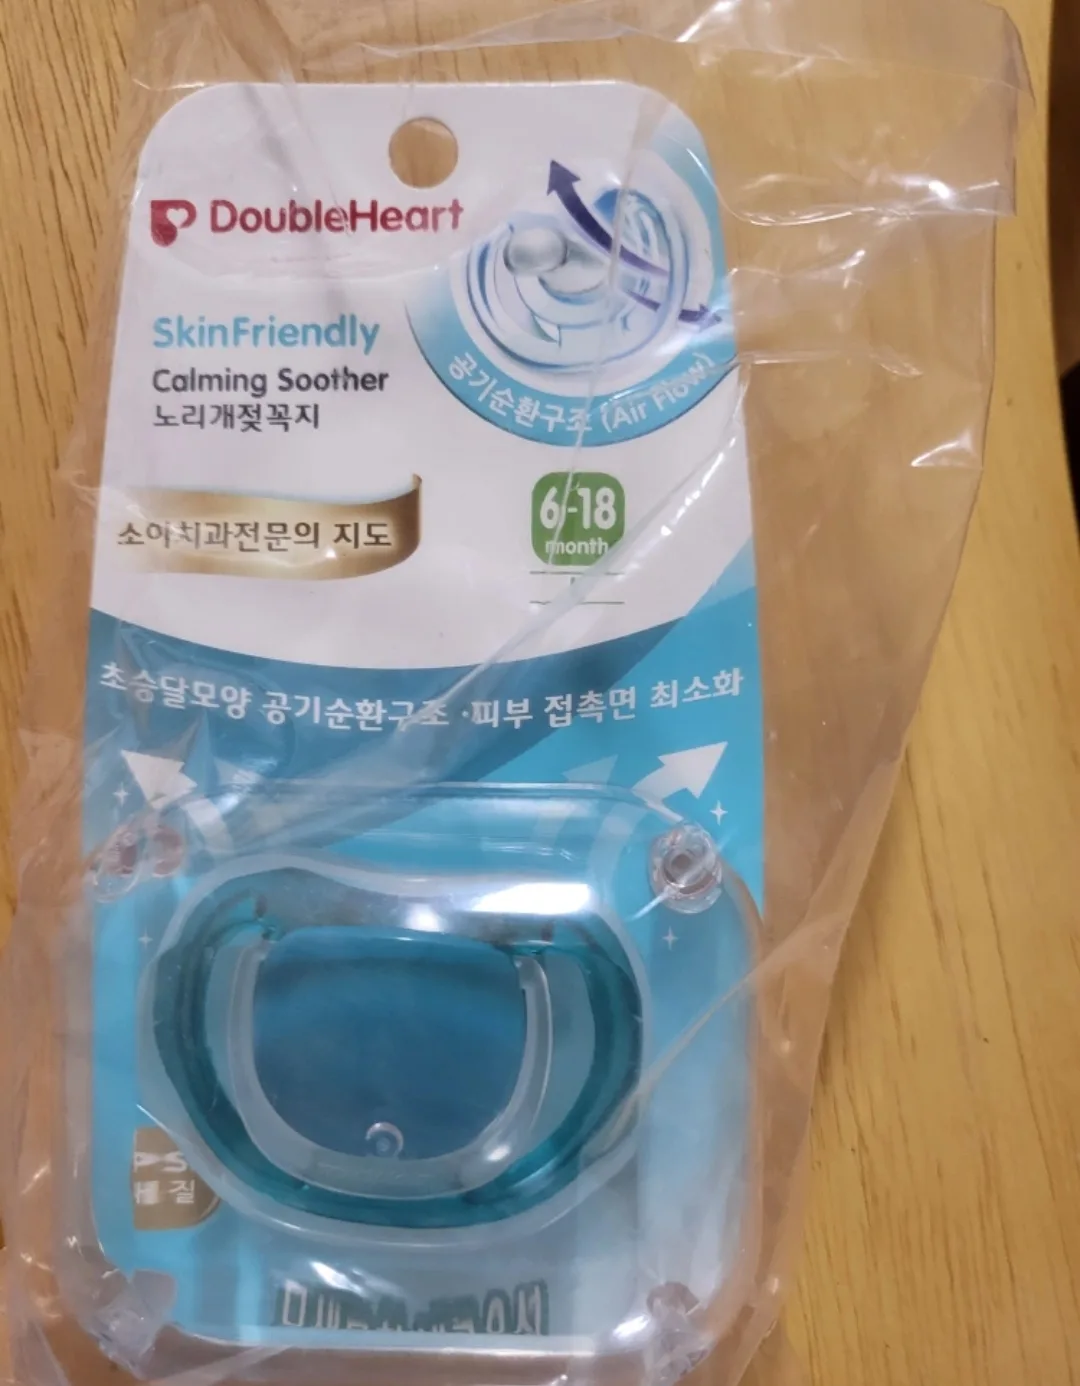 DoubleHeart
SkinFriendly
Calming Soother
노리개젖꼭지
공기순환구조 (Air Flow)
소아치과전문의 지도
6-18
month
초승달모양 공기순환구조 ·피부 접촉면 최소화
질